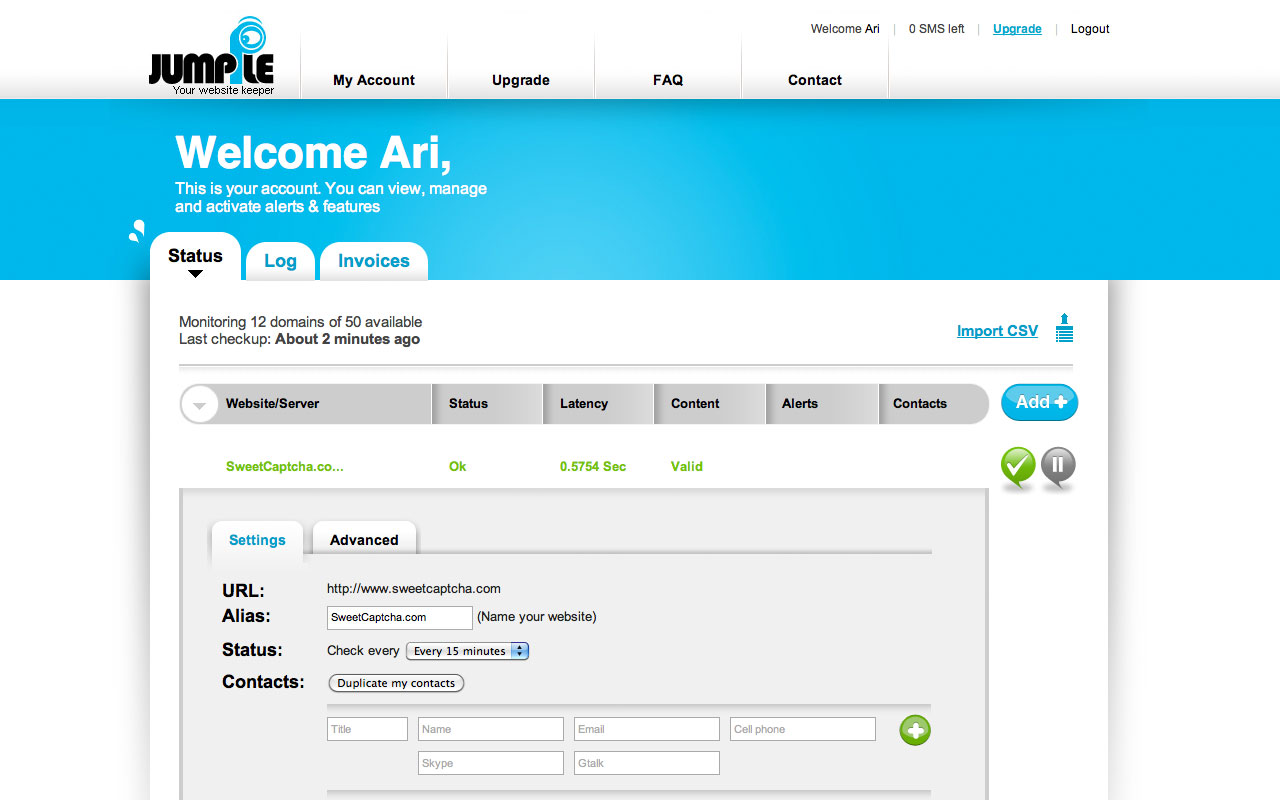 JUMPLE
Your website keeper
Welcome Ari
0 SMS left
Upgrade
Logout
My Account
Upgrade
FAQ
Contact
Welcome Ari,
This is your account. You can view, manage
and activate alerts & features
Status
Log
Invoices
Monitoring 12 domains of 50 available
Last checkup: About 2 minutes ago
Import CSV
Website/Server
Status
Latency
Content
Alerts
Contacts
Add
SweetCaptcha.co...
Ok
0.5754 Sec
Valid
Settings
Advanced
URL:
http://www.sweetcaptcha.com
Alias:
SweetCaptcha.com
(Name your website)
Status:
Check every
Every 15 minutes
Contacts:
Duplicate my contacts
Title
Name
Email
Cell phone
Skype
Gtalk